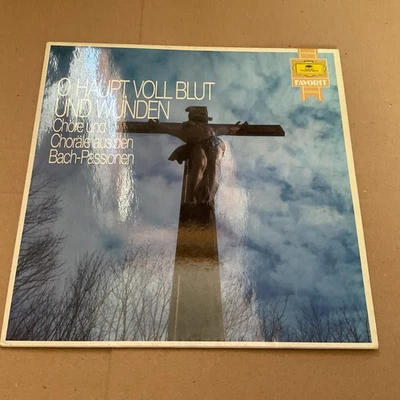 O HAUPT VOLL BLUT
UND WUNDEN
Chöre und
Choräle aus den
Bach-Passionen
FAVORIT